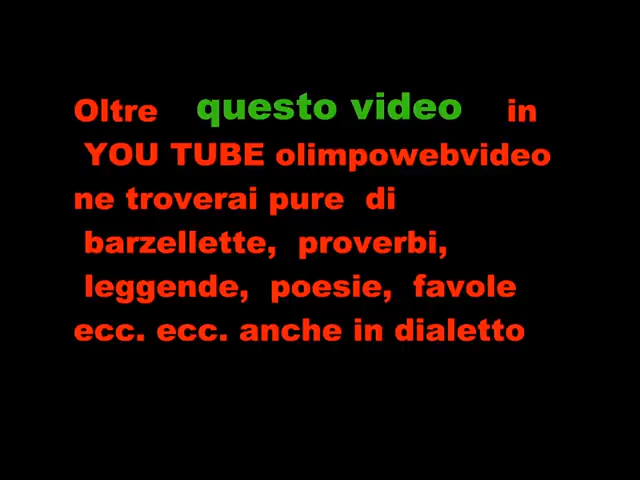 Oltre questo video in
YOU TUBE olimpowebvideo
ne troverai pure di
barzellette, proverbi,
leggende, poesie, favole
ecc. ecc. anche in dialetto